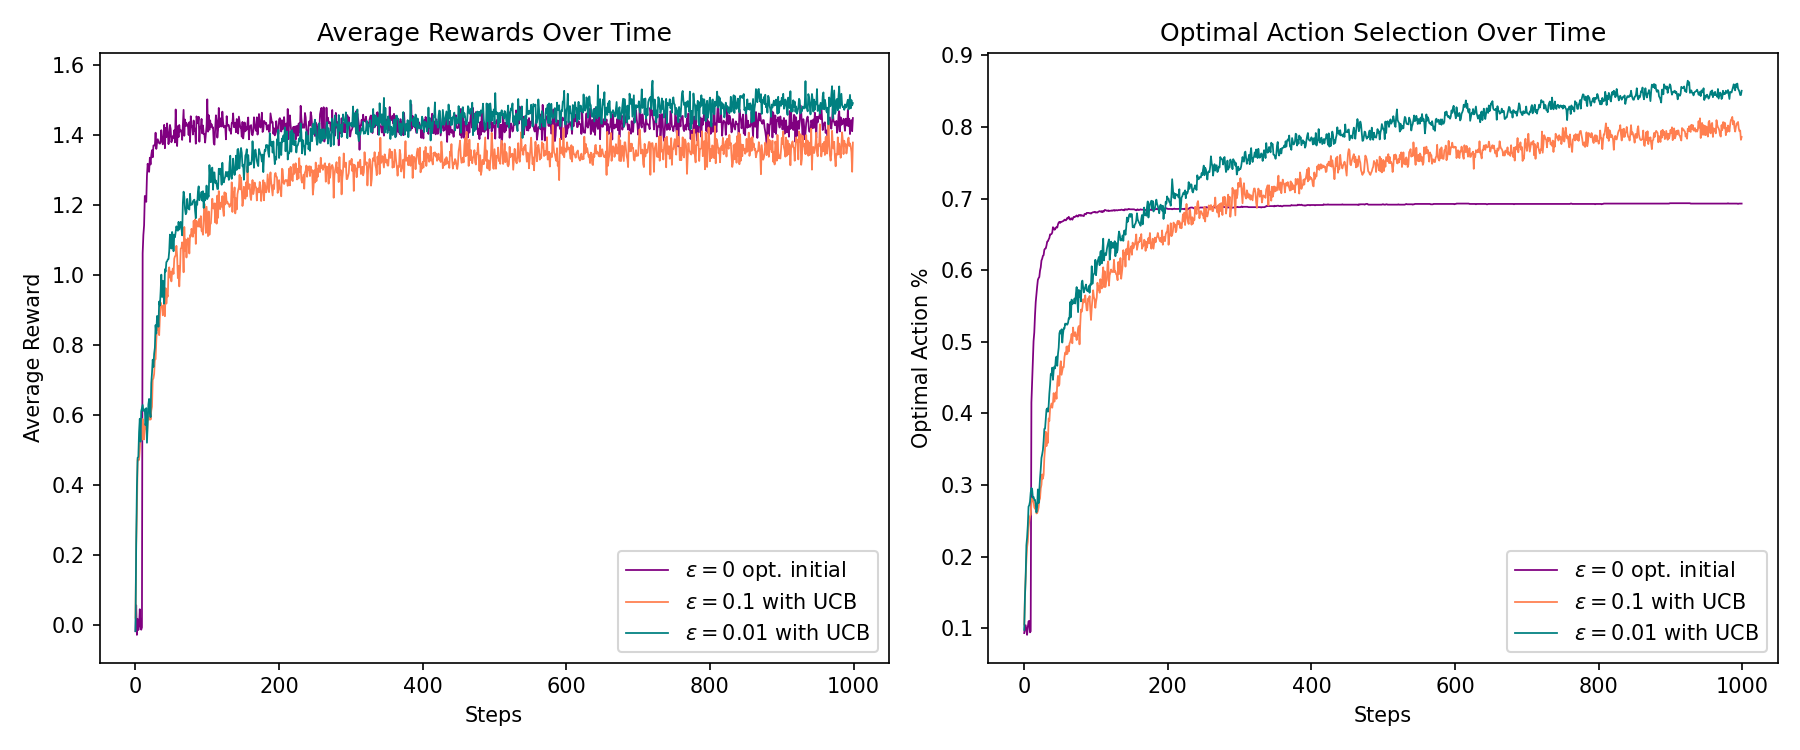 Average Rewards Over Time
Average Reward
1.6
1.4
1.2
1.0
0.8
0.6
0.4
0.2
0.0
0 200 400 600 800 1000
Steps
ε = 0 opt. initial
ε = 0.1 with UCB
ε = 0.01 with UCB
Optimal Action Selection Over Time
Optimal Action %
0.9
0.8
0.7
0.6
0.5
0.4
0.3
0.2
0.1
0 200 400 600 800 1000
Steps
ε = 0 opt. initial
ε = 0.1 with UCB
ε = 0.01 with UCB